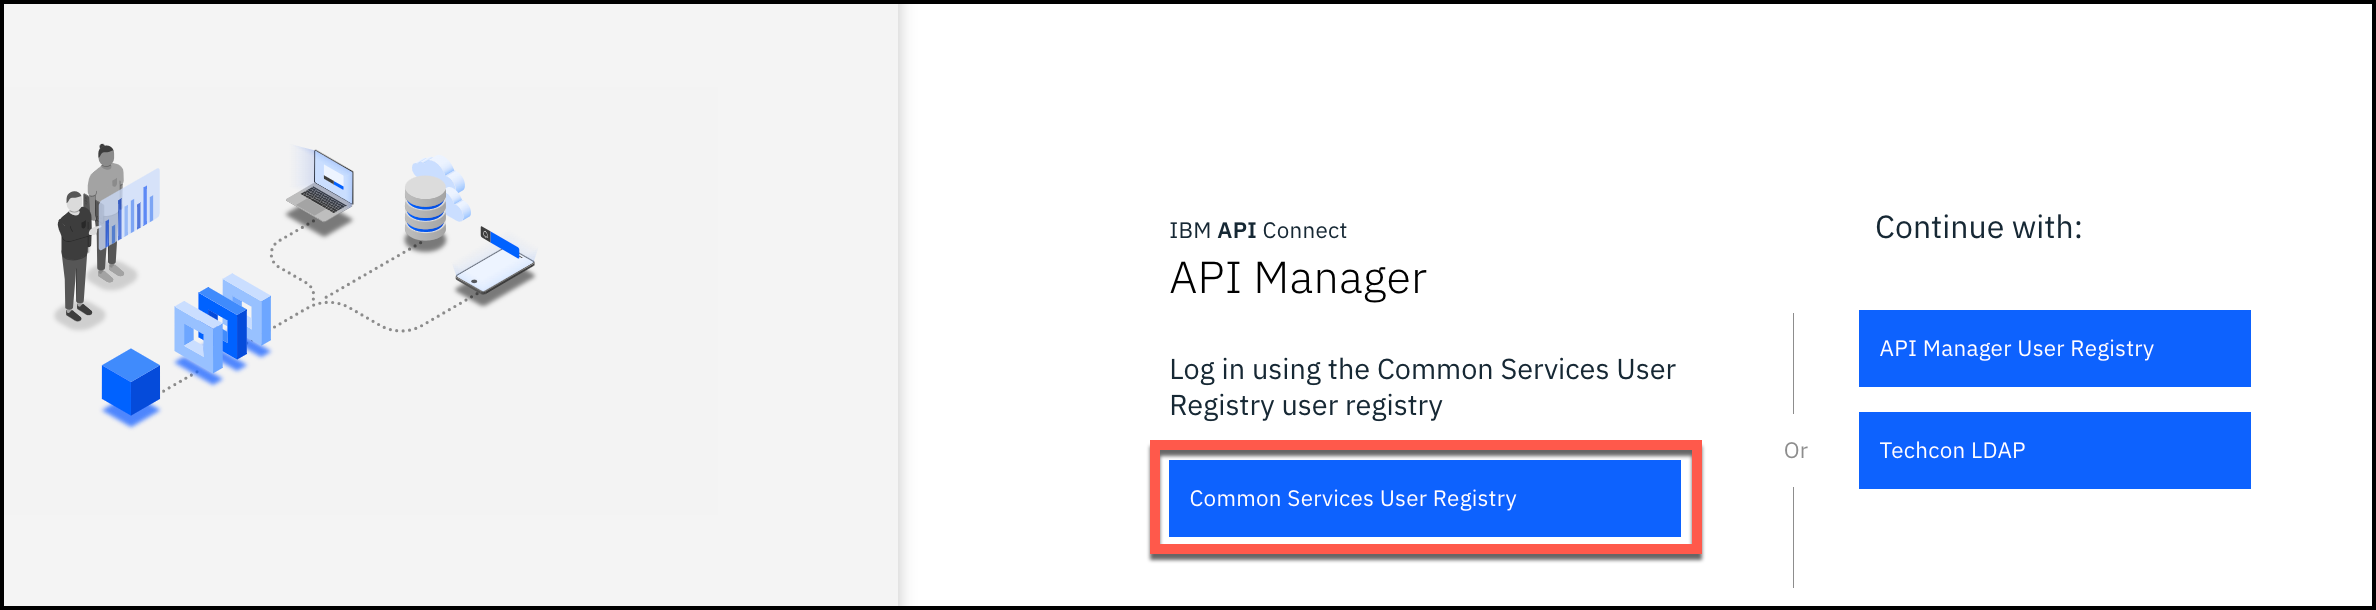 IBM API Connect
API Manager
Log in using the Common Services User
Registry user registry
Common Services User Registry
Or
Continue with:
API Manager User Registry
Techcon LDAP